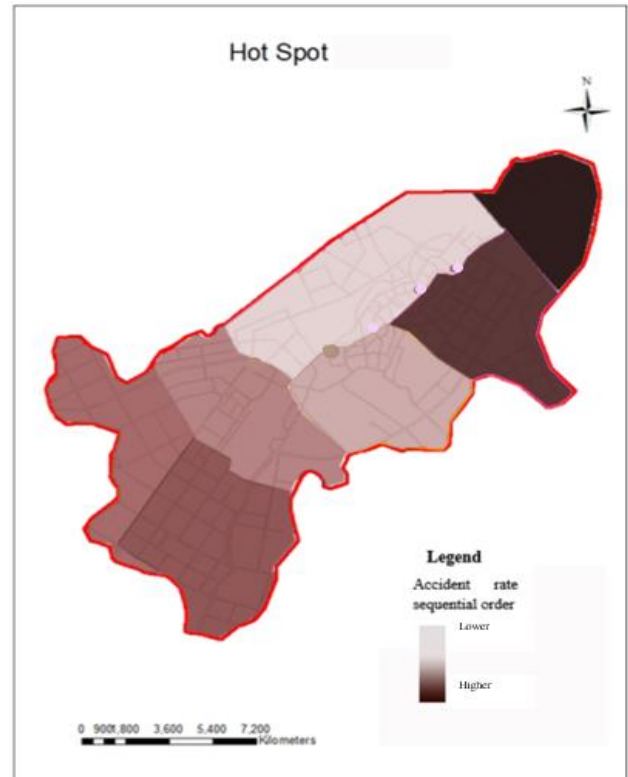 Hot Spot
N
Legend
Accident rate
sequential order
Lower
Higher
0 9001,800 3,600 5,400 7,200
Kilometers